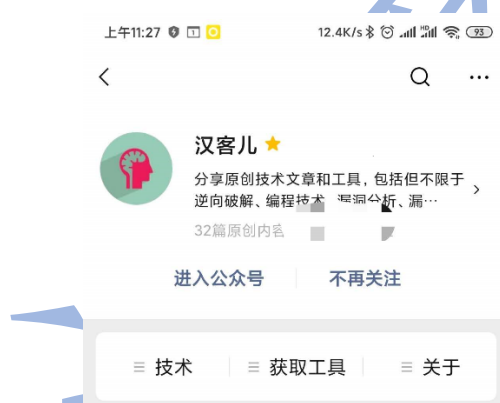 上午11:27 12.4K/s HD 93
汉客儿
分享原创技术文章和工具，包括但不限于
逆向破解、编程技术、漏洞分析、漏…
32篇原创内容
进入公众号 不再关注
技术 获取工具 关于